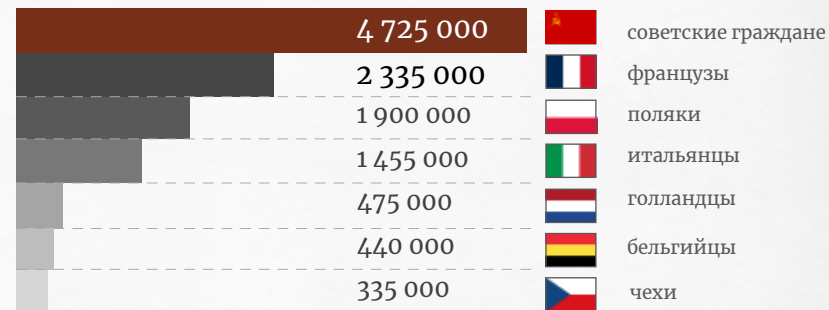 4 725 000 советские граждане
2 335 000 французы
1 900 000 поляки
1 455 000 итальянцы
475 000 голландцы
440 000 бельгийцы
335 000 чехи